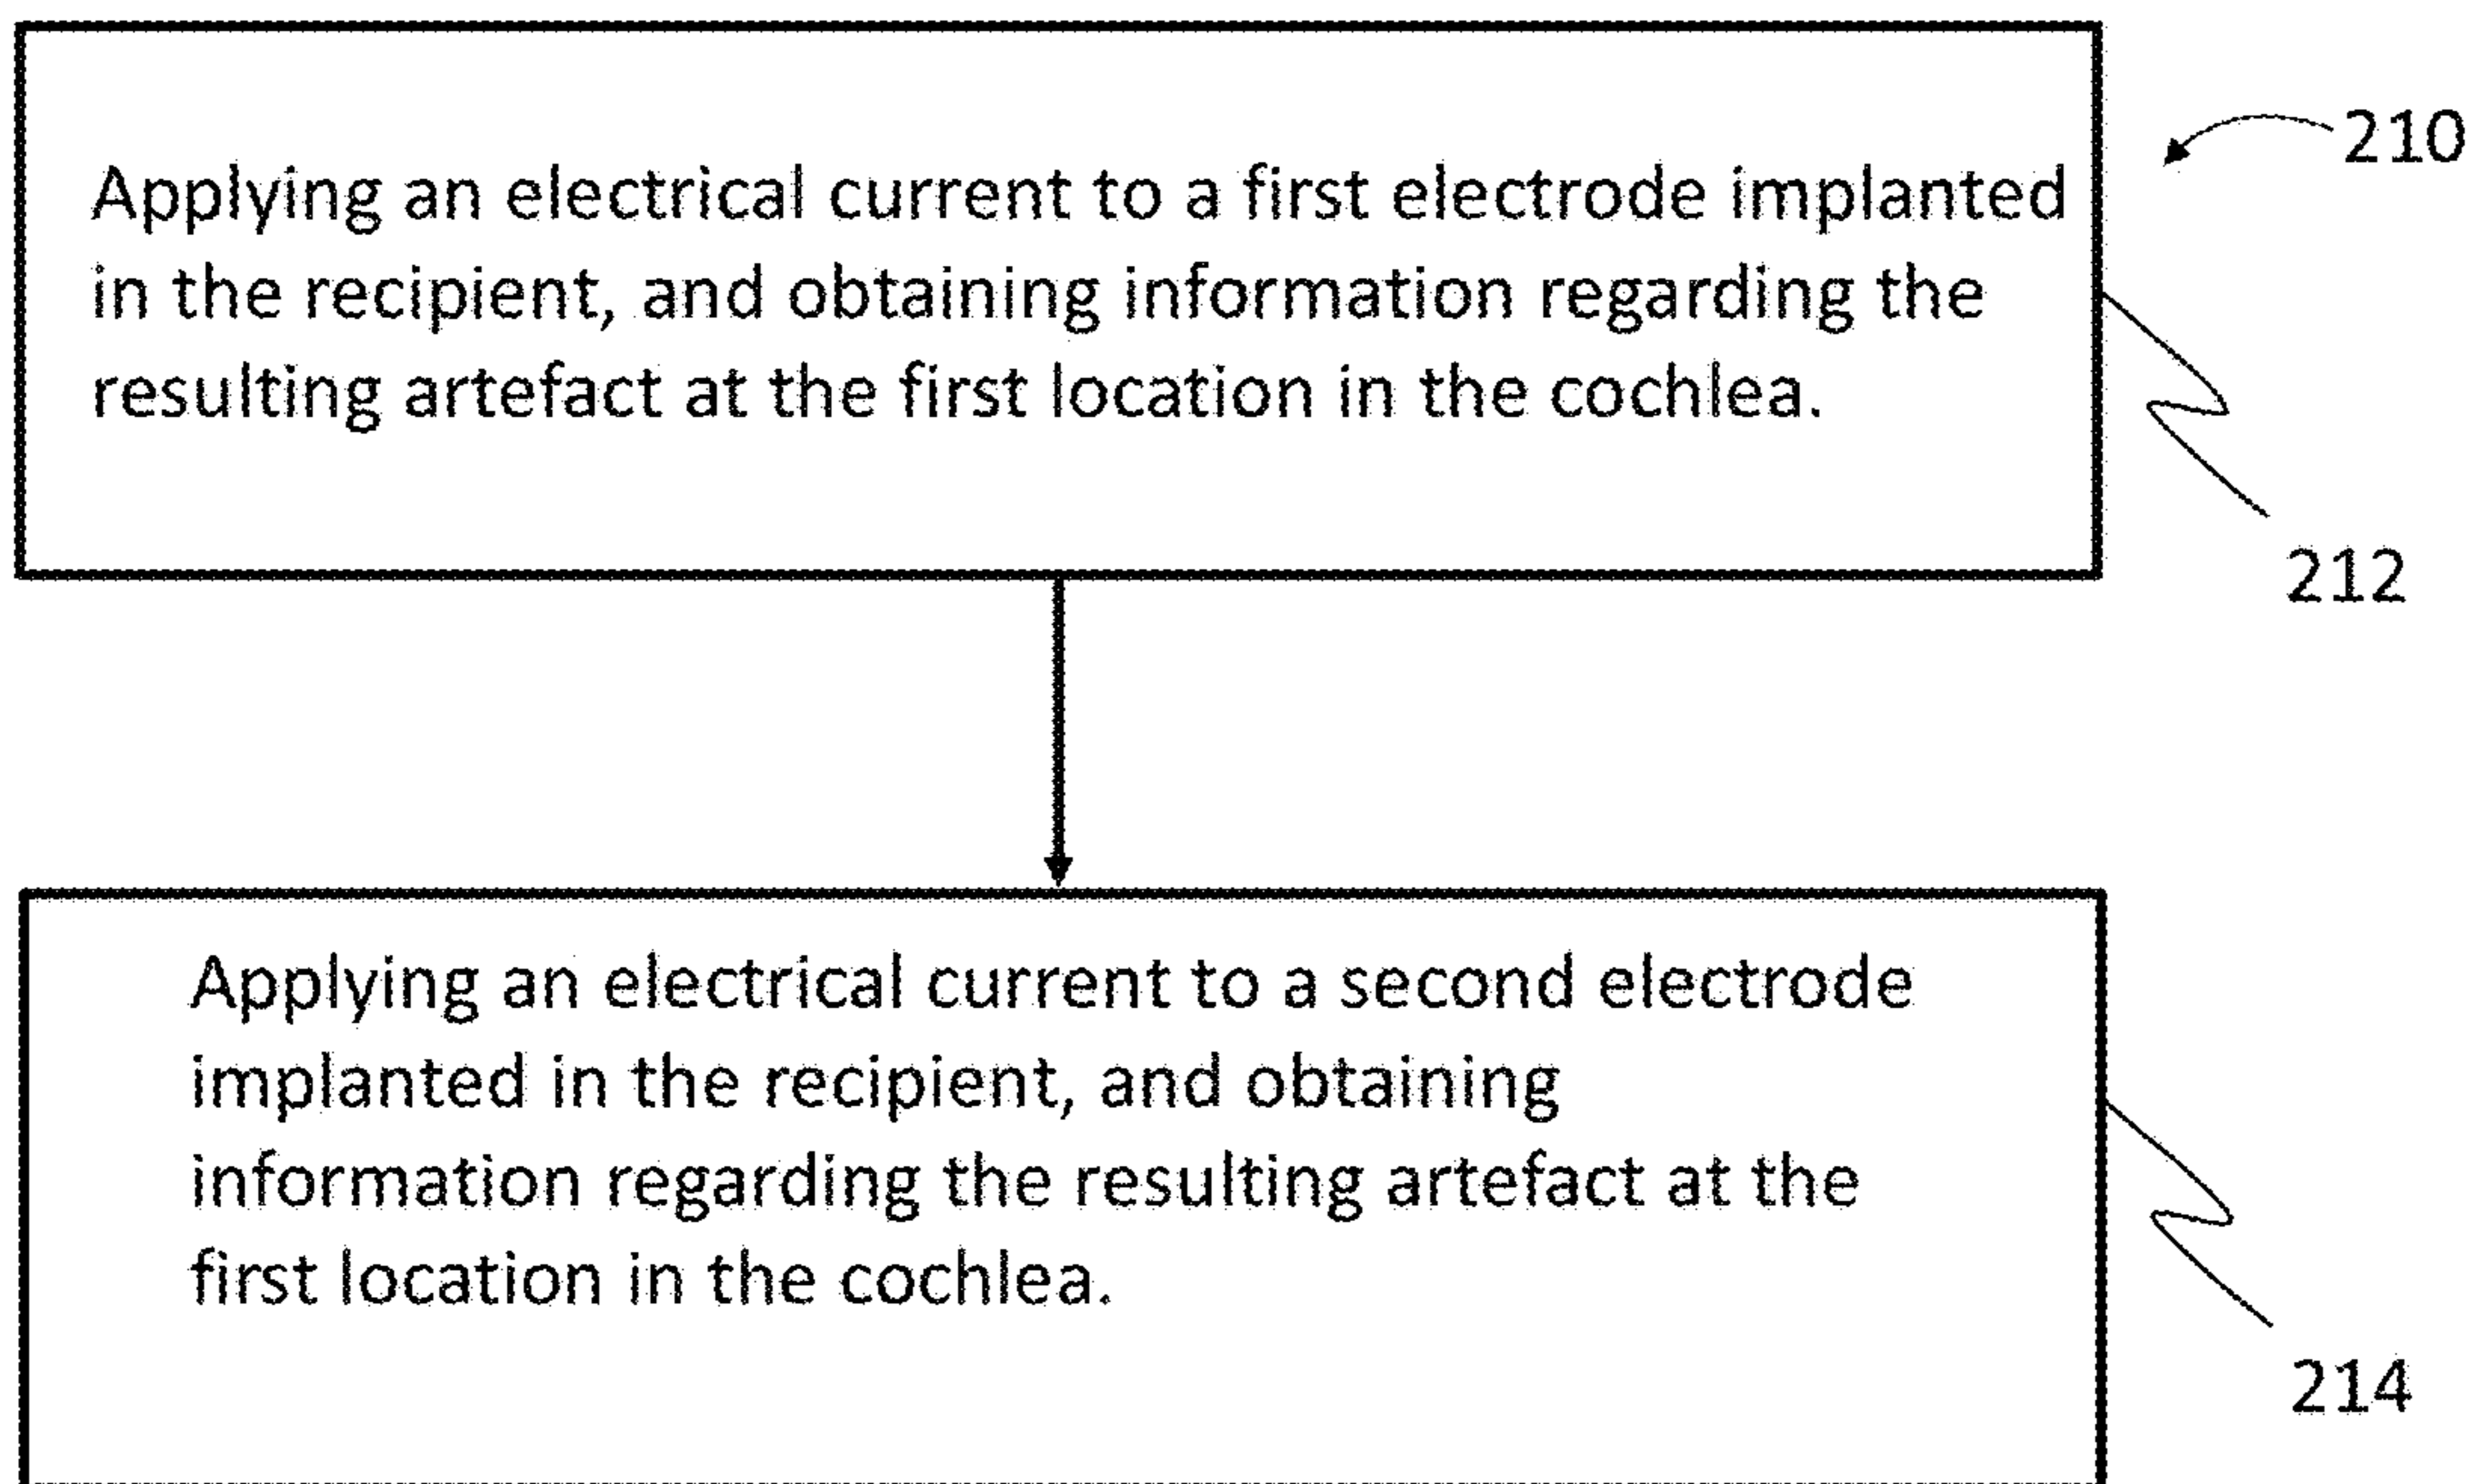 Applying an electrical current to a first electrode implanted
in the recipient, and obtaining information regarding the
resulting artefact at the first location in the cochlea.
210
212
Applying an electrical current to a second electrode
implanted in the recipient, and obtaining
information regarding the resulting artefact at the
first location in the cochlea.
214